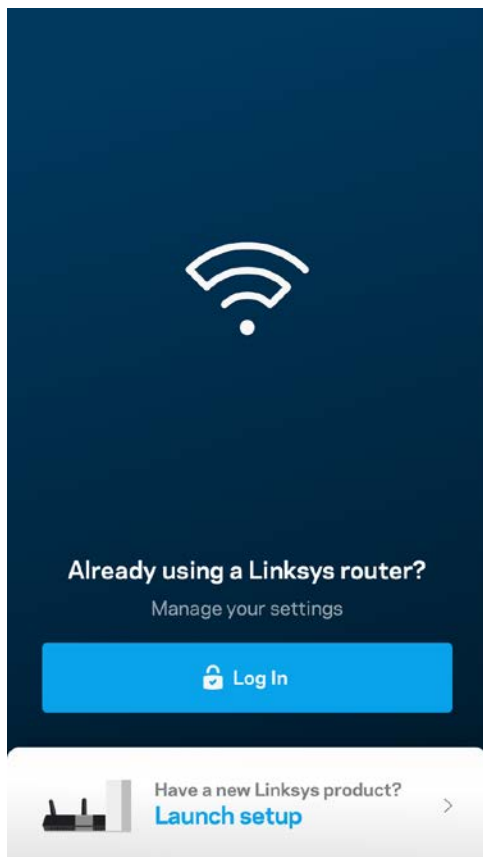 Already using a Linksys router?
Manage your settings
Log In
Have a new Linksys product?
Launch setup